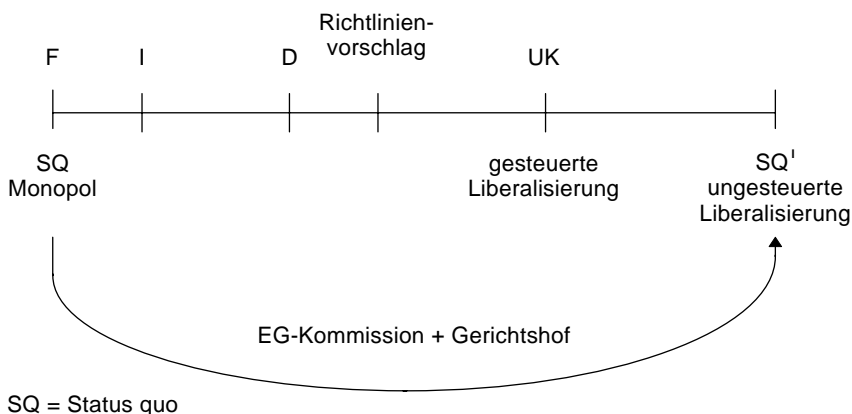 Richtlinien-
vorschlag
F I D UK
SQ
Monopol
gesteuerte
Liberalisierung
SQ'
ungesteuerte
Liberalisierung
EG-Kommission + Gerichtshof
SQ = Status quo